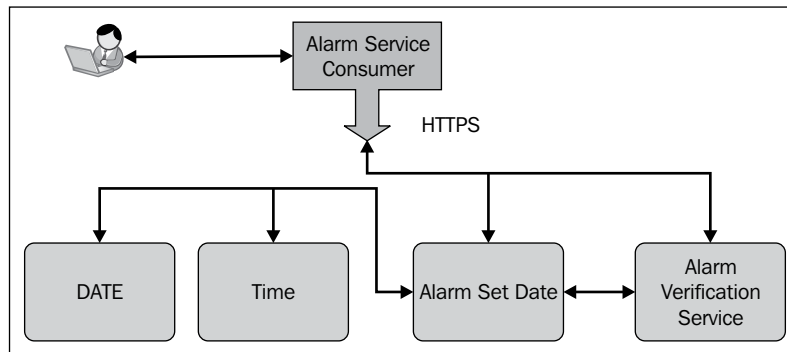 Alarm Service
Consumer
HTTPS
DATE
Time
Alarm Set Date
Alarm
Verification
Service